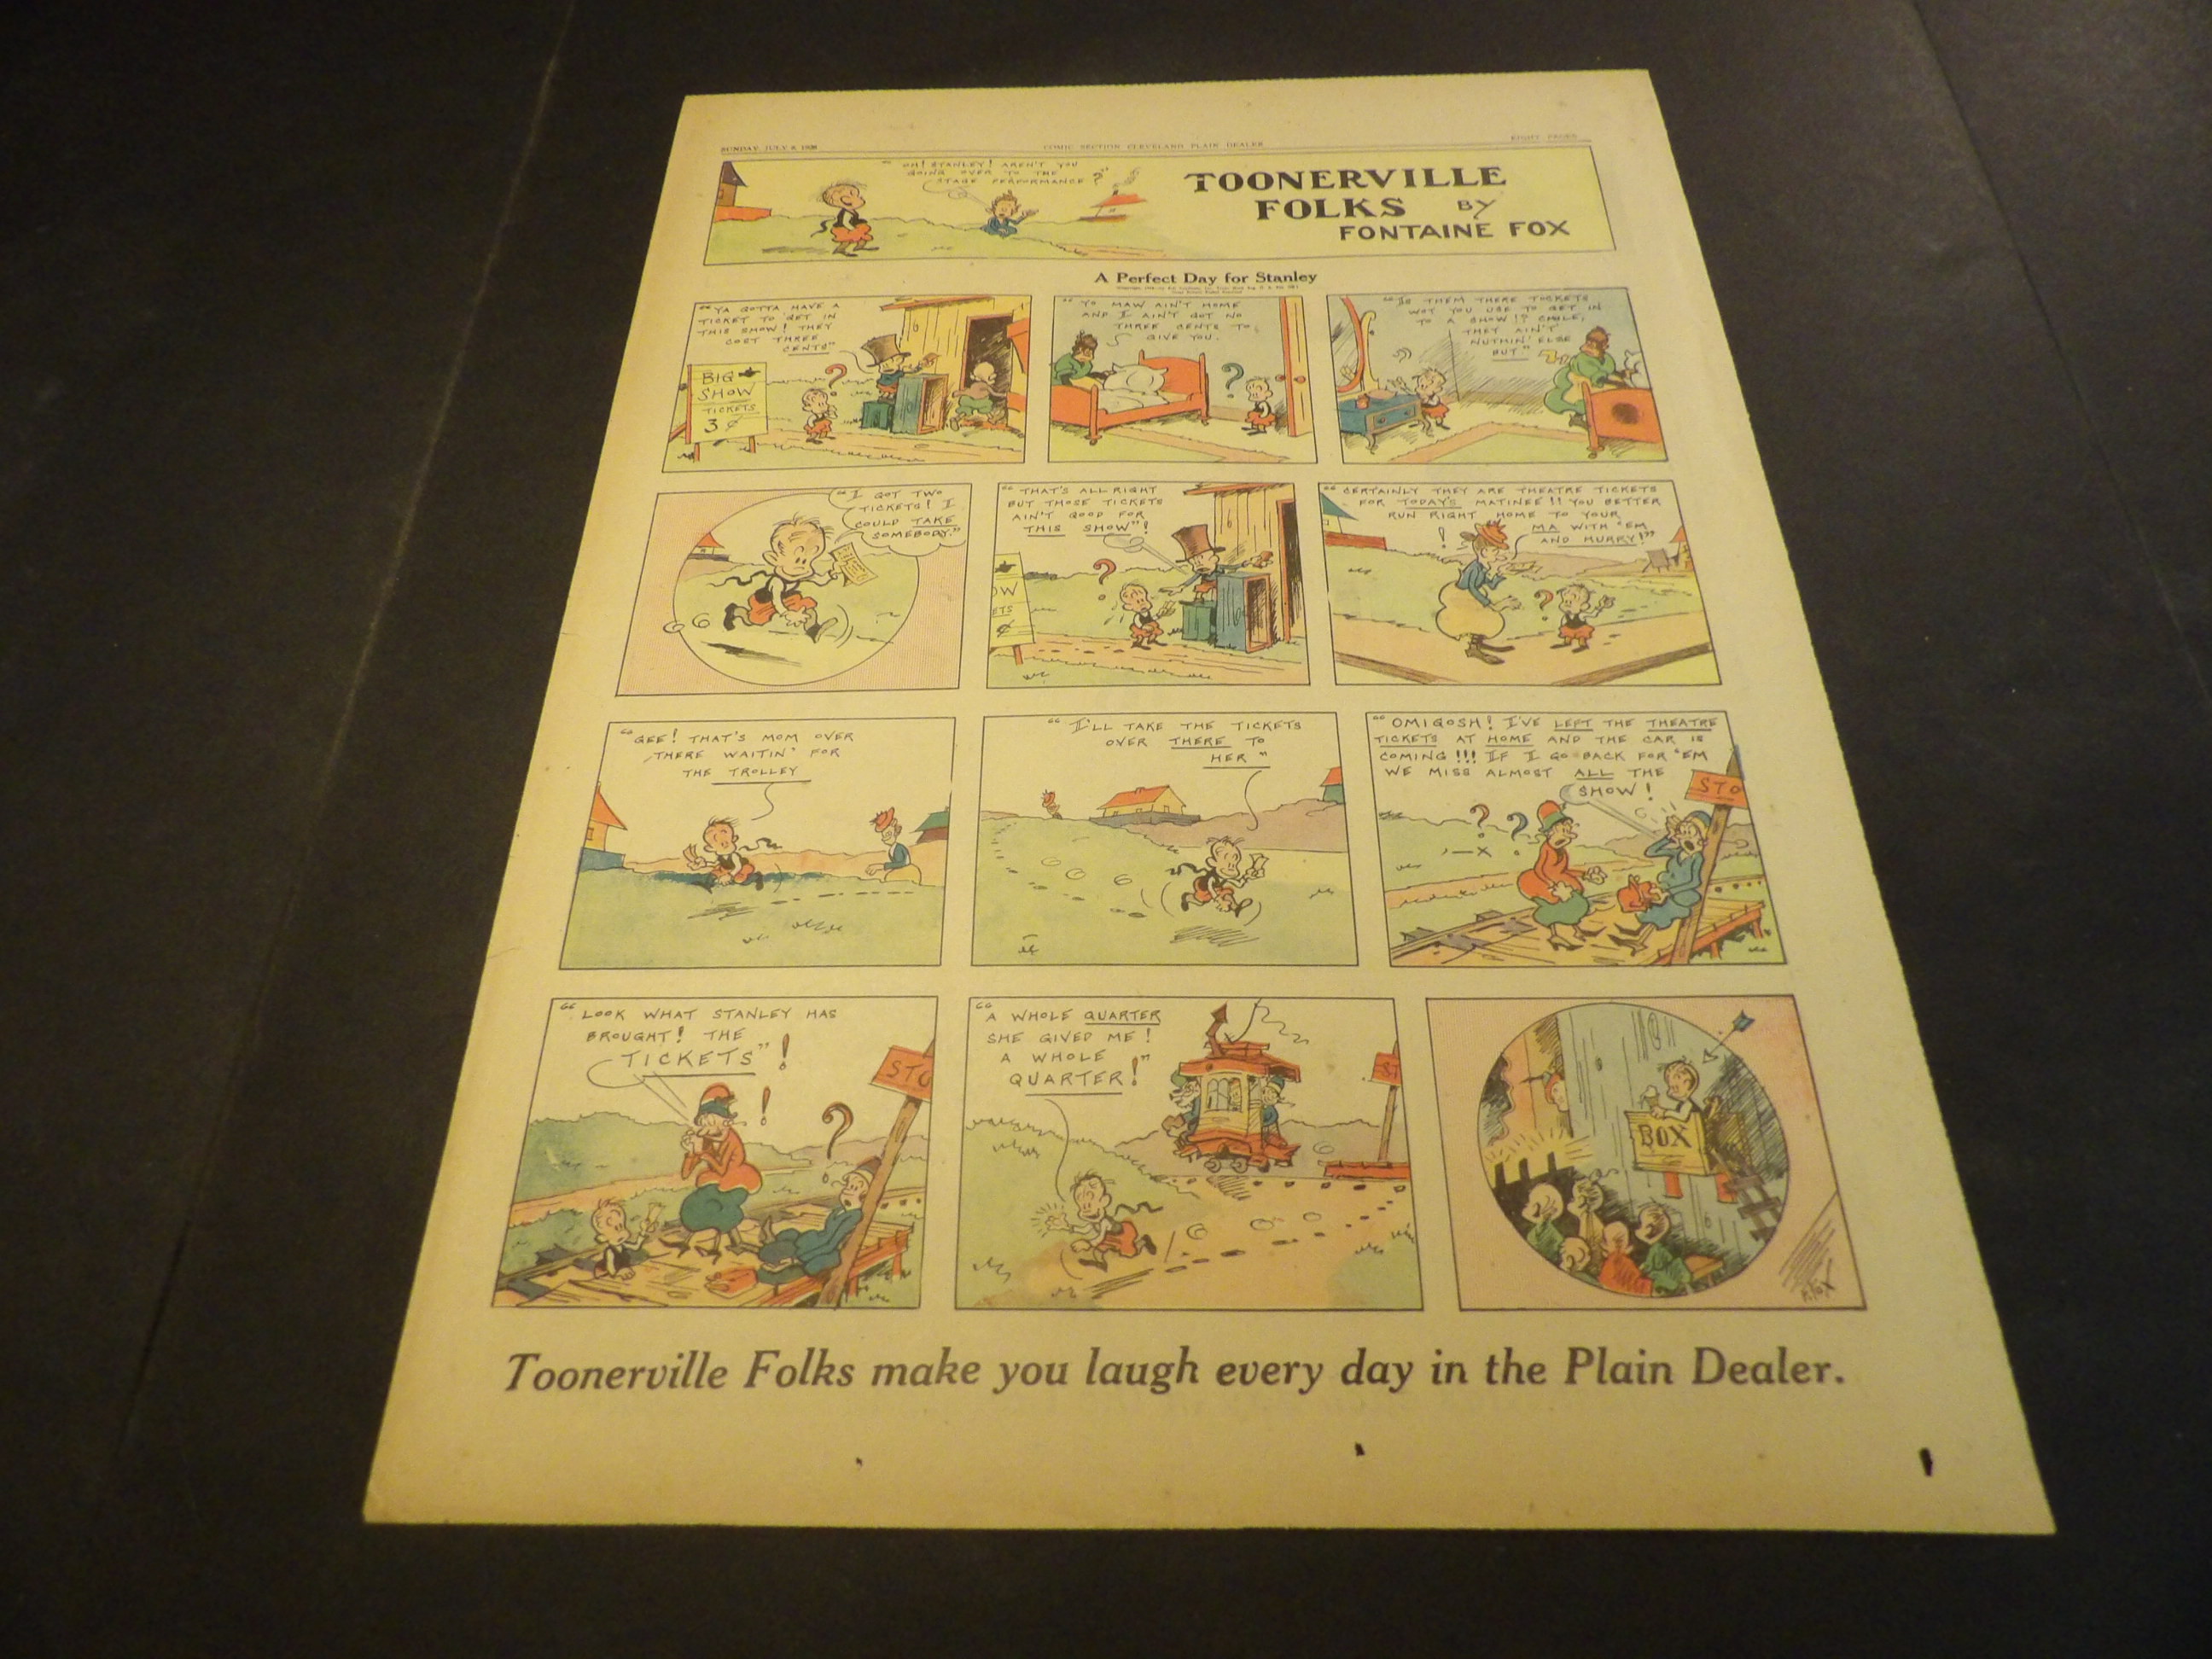 SUNDAY, JULY 8, 1928
COMIC SECTION CLEVELAND PLAIN DEALER
EIGHT PAGES
"OH! STANLEY! AREN'T YOU
GOING OVER TO THE
STAGE PERFORMANCE?"
TOONERVILLE
FOLKS BY
FONTAINE FOX
A Perfect Day for Stanley
"YA GOTTA HAVE A
TICKET TO GET IN
THIS SHOW! THEY
COST THREE
CENTS"
BIG
SHOW
TICKETS
3¢
?
"YO MAW AIN'T HOME
AND I AIN'T GOT NO
THREE CENTS TO
GIVE YOU.
?
"IS THEM THERE TICKETS
WOT YOU USE TO GET IN
TO A SHOW!? CHILE,
THEY AIN'T
NUTHIN' ELSE
BUT"
?
"I GOT TWO
TICKETS! I
COULD TAKE
SOMEBODY."
"THAT'S ALL RIGHT
BUT THOSE TICKETS
AIN'T GOOD FOR
THIS SHOW"!
?
OW
ETS
¢
"CERTAINLY THEY ARE THEATRE TICKETS
FOR TODAY'S MATINEE!! YOU BETTER
RUN RIGHT HOME TO YOUR
MA WITH 'EM
AND HURRY!"
!
?
"GEE! THAT'S MOM OVER
THERE WAITIN' FOR
THE TROLLEY
"I'LL TAKE THE TICKETS
OVER THERE TO
HER"
"OMIGOSH! I'VE LEFT THE THEATRE
TICKETS AT HOME AND THE CAR IS
COMING!!! IF I GO BACK FOR 'EM
WE MISS ALMOST ALL THE
SHOW!
STO
? ?
"LOOK WHAT STANLEY HAS
BROUGHT! THE
TICKETS"!
STO
! ?
"A WHOLE QUARTER
SHE GIVED ME!
A WHOLE
QUARTER!"
ST
BOX
F. FOX
Toonerville Folks make you laugh every day in the Plain Dealer.